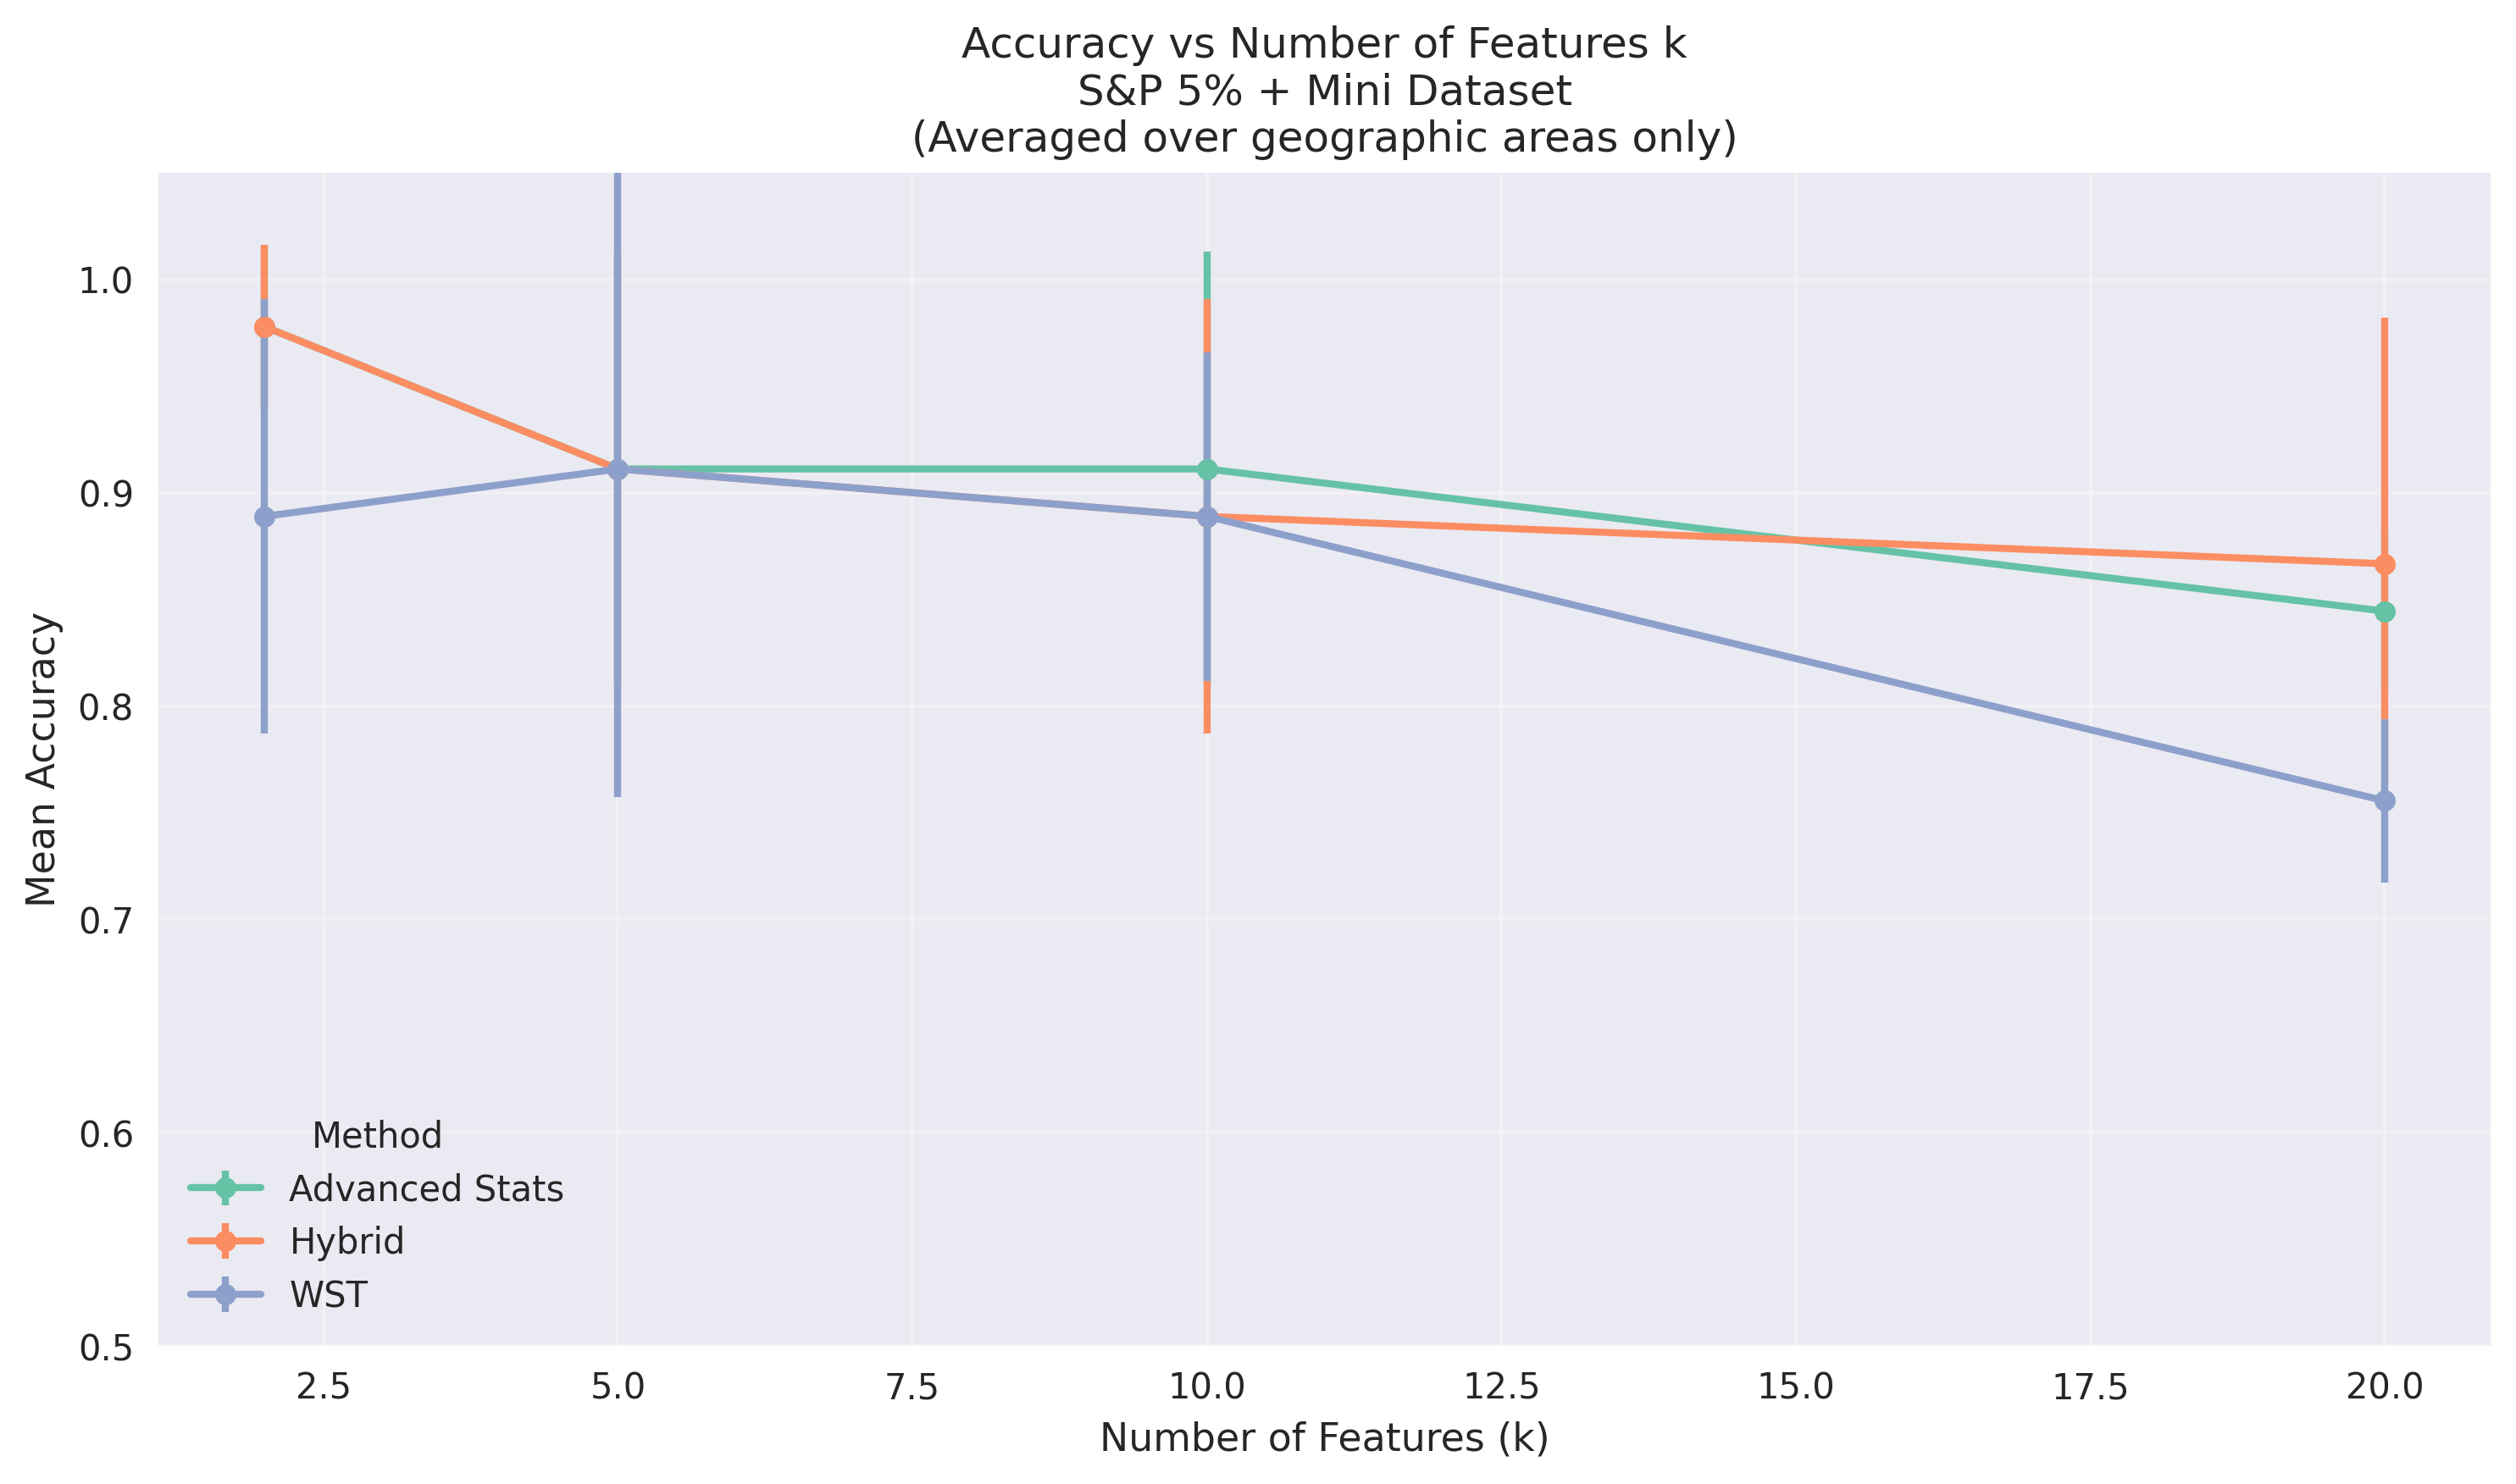 Accuracy vs Number of Features k
S&P 5% + Mini Dataset
(Averaged over geographic areas only)
Mean Accuracy
1.0
0.9
0.8
0.7
0.6
0.5
Method
Advanced Stats
Hybrid
WST
2.5 5.0 7.5 10.0 12.5 15.0 17.5 20.0
Number of Features (k)